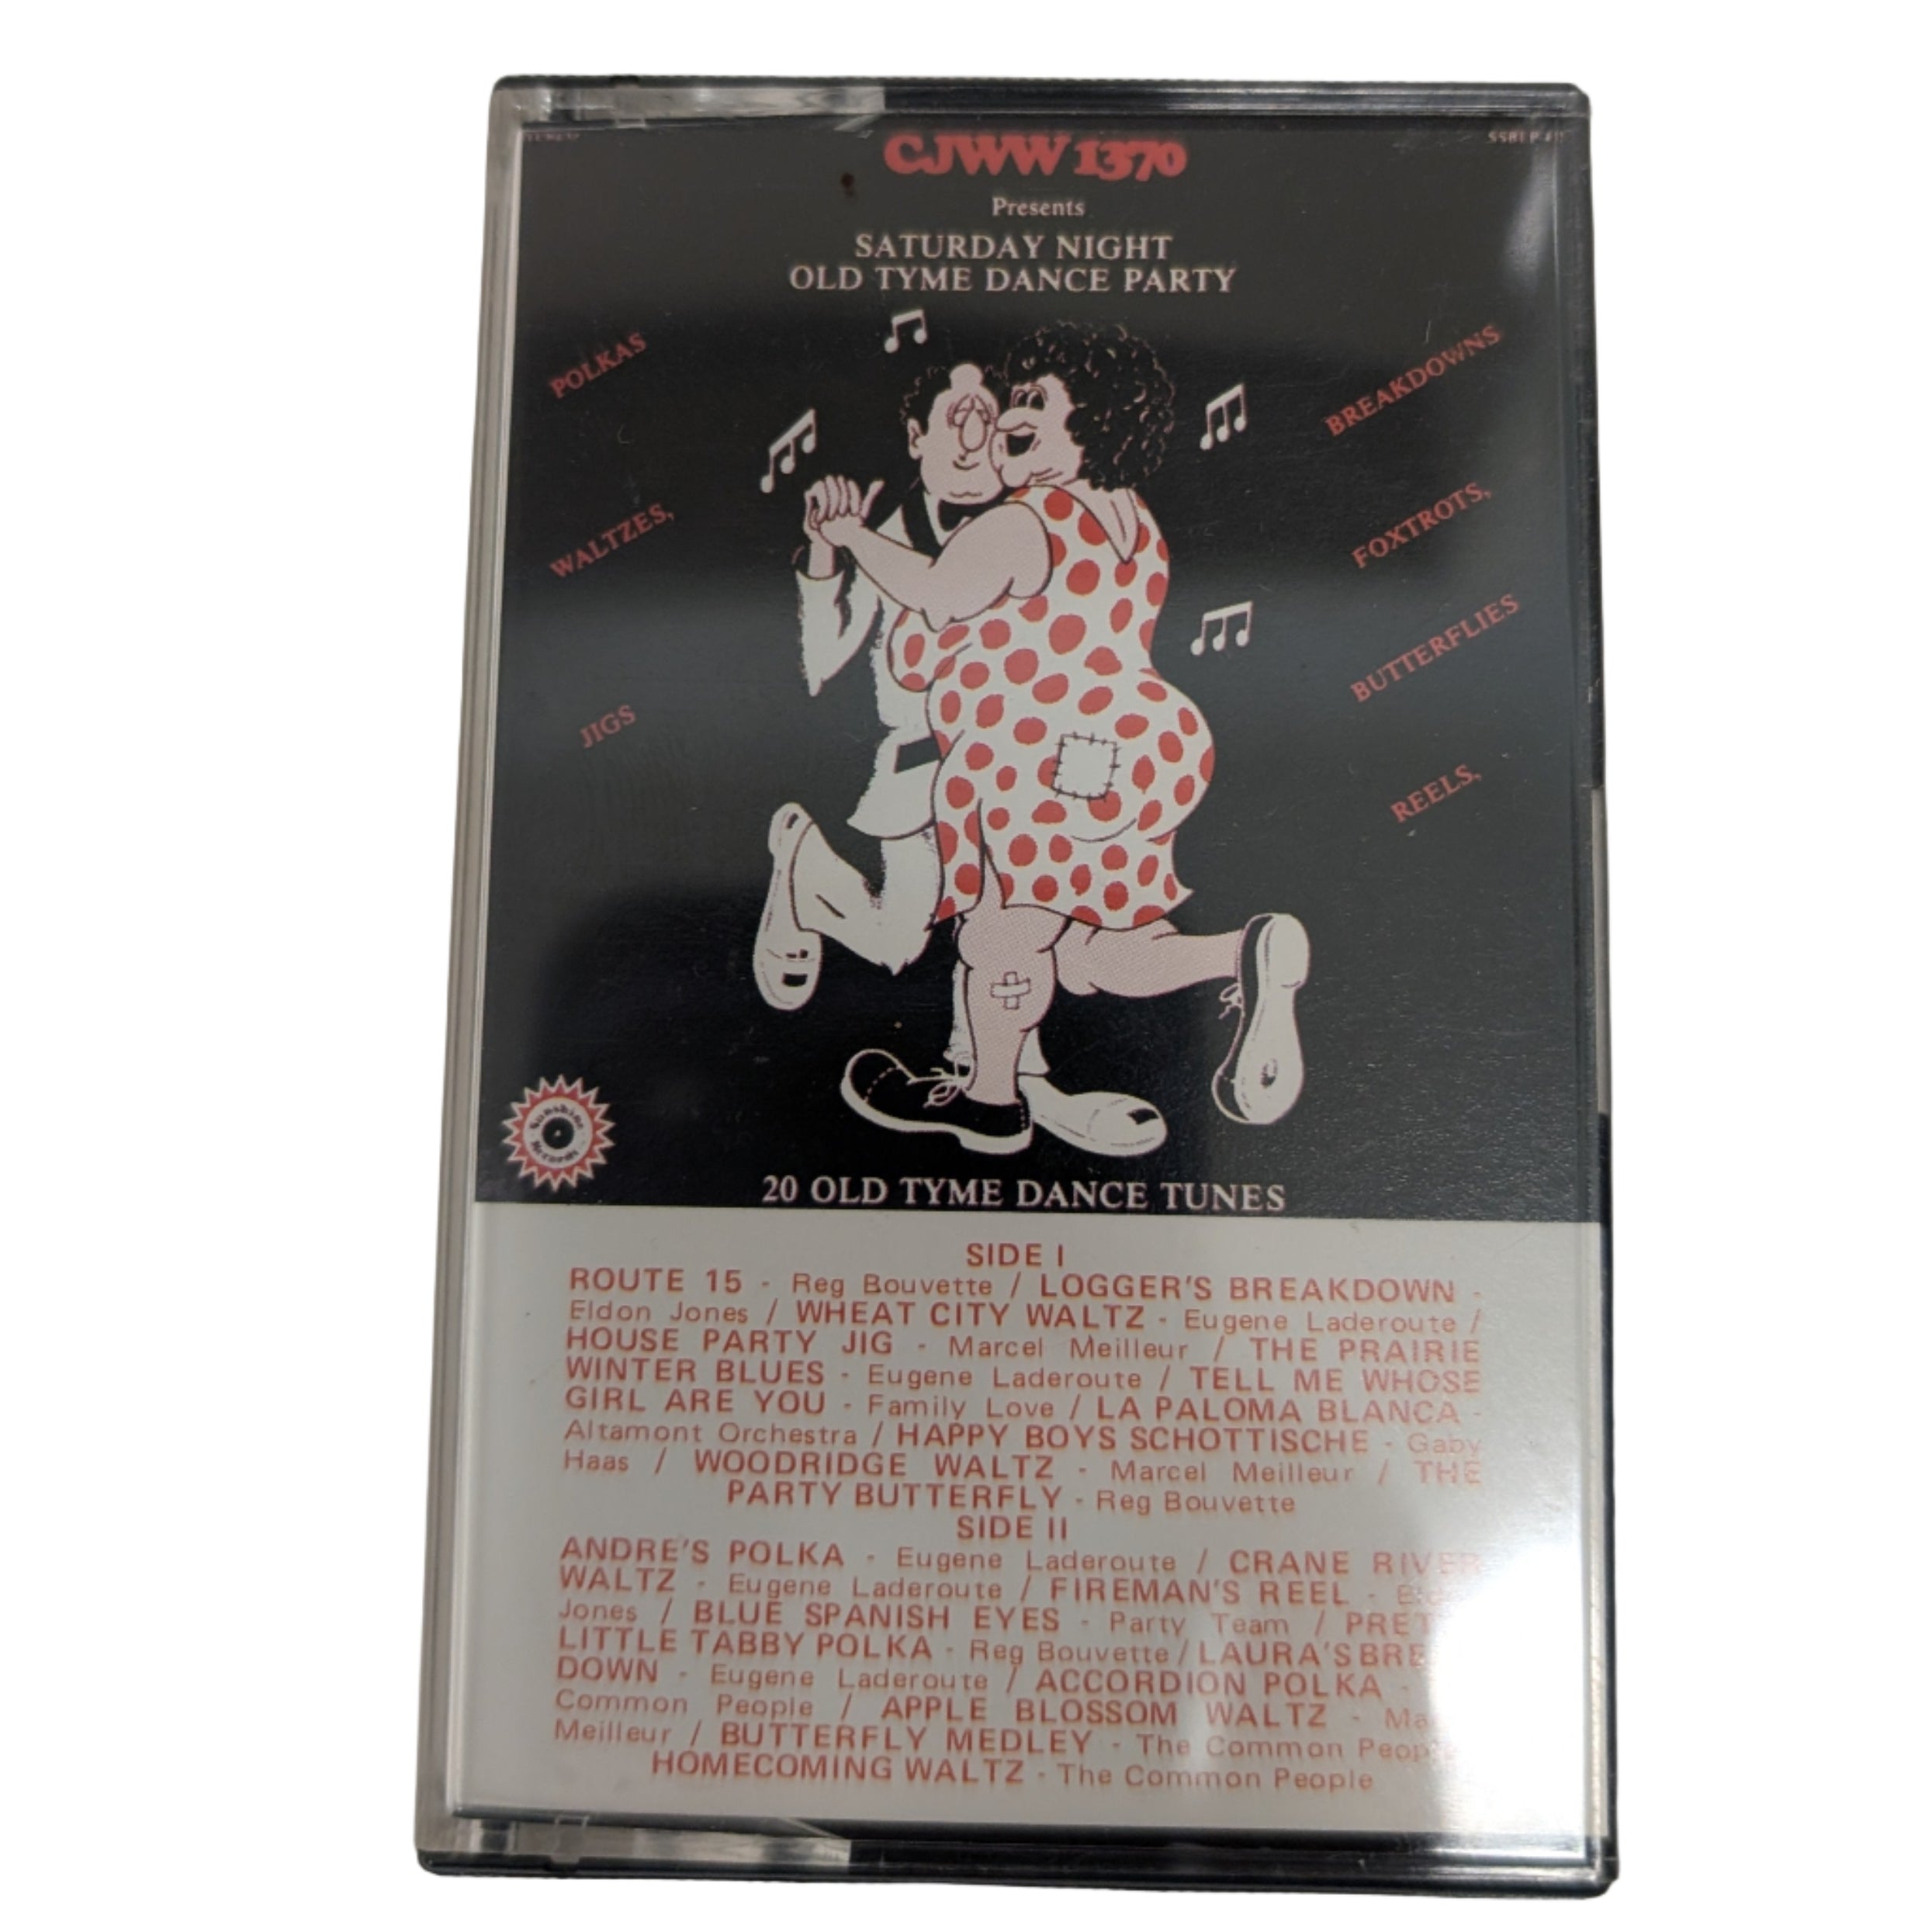 CJWW 1370
Presents
SATURDAY NIGHT
OLD TYME DANCE PARTY
POLKAS
BREAKDOWNS
WALTZES,
FOXTROTS,
BUTTERFLIES
JIGS
REELS,
Sunshine
Records
20 OLD TYME DANCE TUNES
SIDE I
ROUTE 15 - Reg Bouvette / LOGGER'S BREAKDOWN -
Eldon Jones / WHEAT CITY WALTZ - Eugene Laderoute /
HOUSE PARTY JIG - Marcel Meilleur / THE PRAIRIE
WINTER BLUES - Eugene Laderoute / TELL ME WHOSE
GIRL ARE YOU - Family Love / LA PALOMA BLANCA -
Altamont Orchestra / HAPPY BOYS SCHOTTISCHE - Gaby
Haas / WOODRIDGE WALTZ - Marcel Meilleur / THE
PARTY BUTTERFLY - Reg Bouvette
SIDE II
ANDRE'S POLKA - Eugene Laderoute / CRANE RIVER
WALTZ - Eugene Laderoute / FIREMAN'S REEL -
Jones / BLUE SPANISH EYES - Party Team /
LITTLE TABBY POLKA - Reg Bouvette / LAURA'S
DOWN - Eugene Laderoute / ACCORDION POLKA -
Common People / APPLE BLOSSOM WALTZ -
Meilleur / BUTTERFLY MEDLEY - The Common
HOMECOMING WALTZ - The Common People